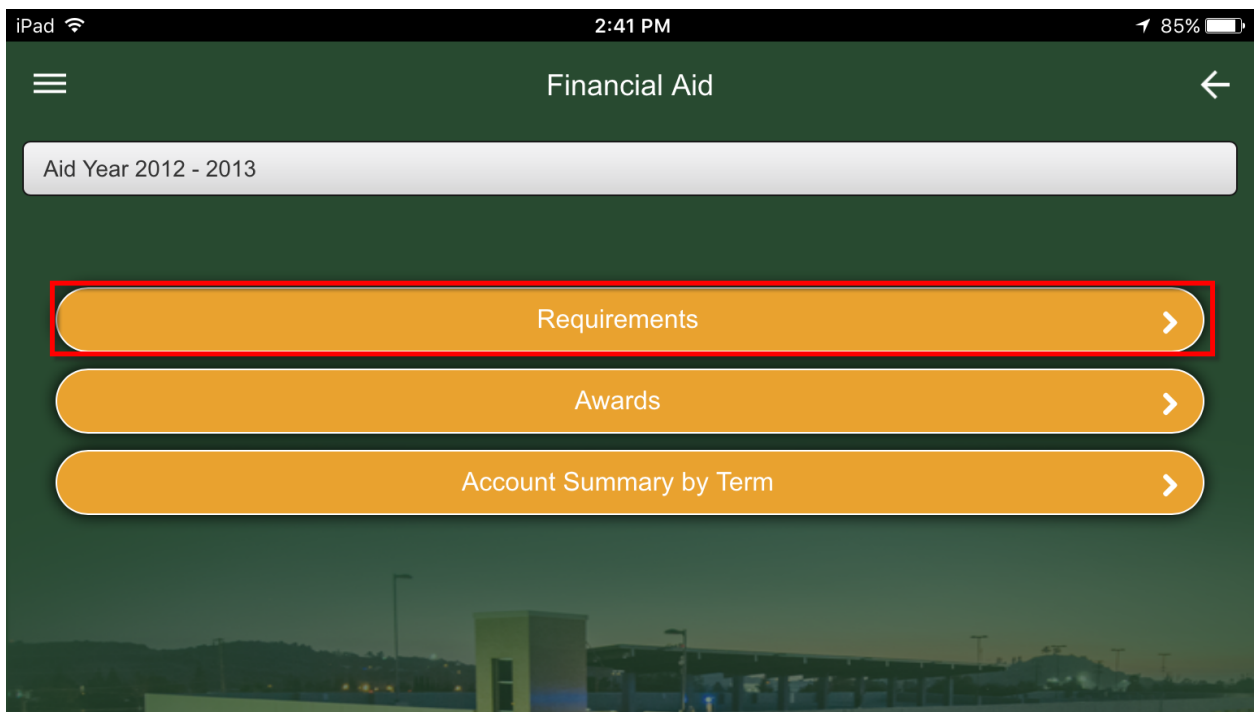 iPad 2:41 PM 85%
Financial Aid
Aid Year 2012 - 2013
Requirements
Awards
Account Summary by Term